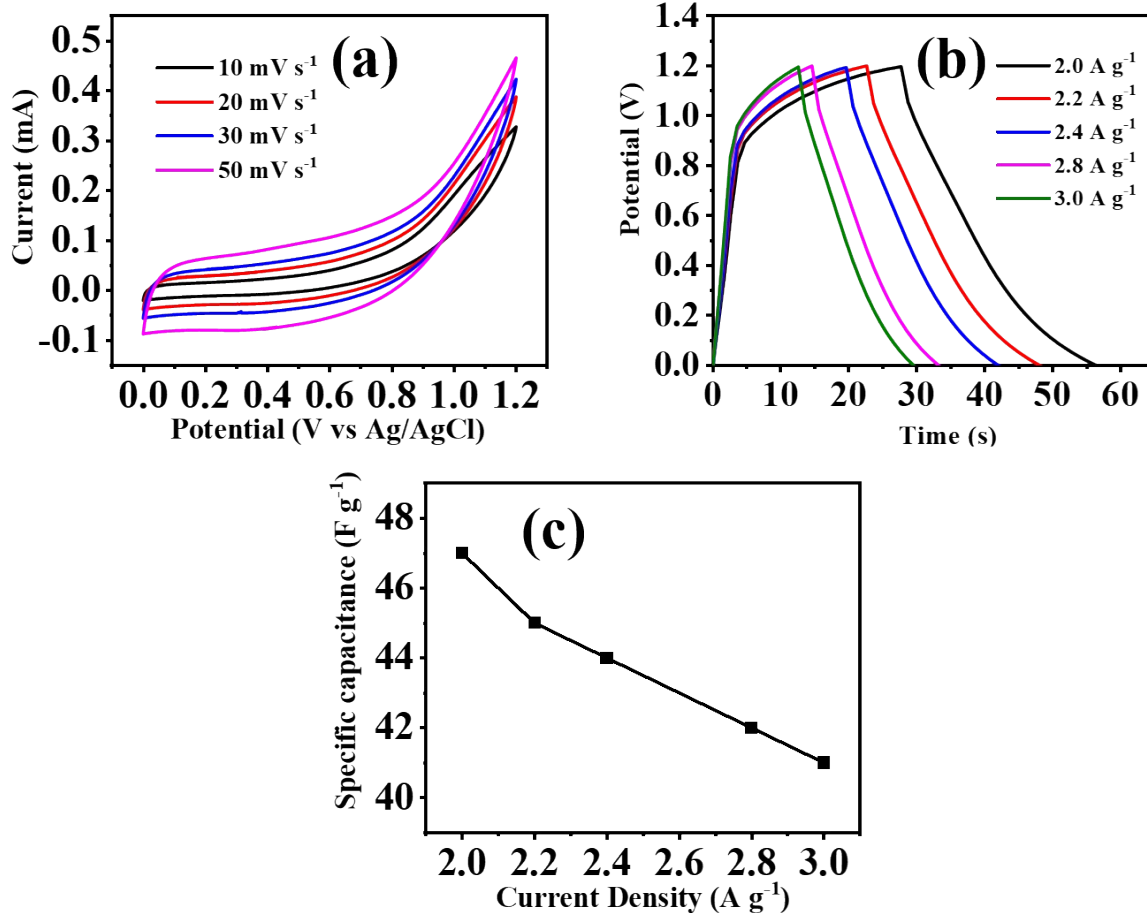 (a)
10 mV s⁻¹
20 mV s⁻¹
30 mV s⁻¹
50 mV s⁻¹
Current (mA)
0.5
0.4
0.3
0.2
0.1
0.0
-0.1
0.0 0.2 0.4 0.6 0.8 1.0 1.2
Potential (V vs Ag/AgCl)
(b)
2.0 A g⁻¹
2.2 A g⁻¹
2.4 A g⁻¹
2.8 A g⁻¹
3.0 A g⁻¹
Potential (V)
1.4
1.2
1.0
0.8
0.6
0.4
0.2
0.0
0 10 20 30 40 50 60
Time (s)
(c)
Specific capacitance (F g⁻¹)
48
46
44
42
40
2.0 2.2 2.4 2.6 2.8 3.0
Current Density (A g⁻¹)